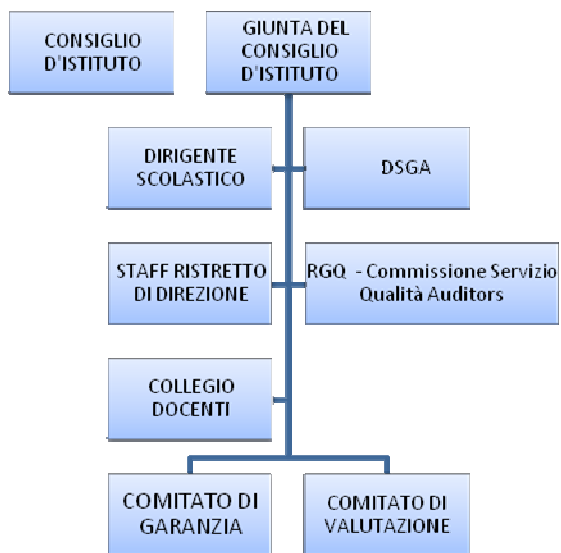 CONSIGLIO
D'ISTITUTO
GIUNTA DEL
CONSIGLIO
D'ISTITUTO
DIRIGENTE
SCOLASTICO
DSGA
STAFF RISTRETTO
DI DIREZIONE
RGQ - Commissione Servizio
Qualità Auditors
COLLEGIO
DOCENTI
COMITATO DI
GARANZIA
COMITATO DI
VALUTAZIONE